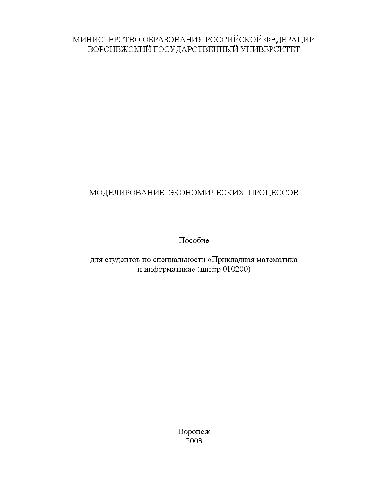 МИНИСТЕРСТВО ОБРАЗОВАНИЯ РОССИЙСКОЙ ФЕДЕРАЦИИ
ВОРОНЕЖСКИЙ ГОСУДАРСТВЕННЫЙ УНИВЕРСИТЕТ
МОДЕЛИРОВАНИЕ ЭКОНОМИЧЕСКИХ ПРОЦЕССОВ
Пособие
для студентов по специальности «Прикладная математика
и информатика» (шифр 010200)
Воронеж
2003